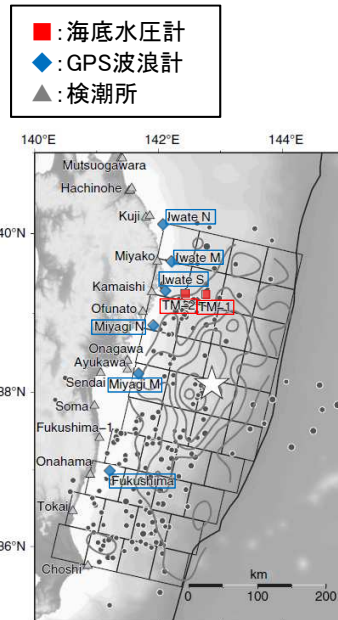 ■:海底水圧計
◆:GPS波浪計
▲:検潮所
140°E 142°E 144°E
Mutsuogawara
Hachinohe
Kuji
Iwate N
40°N
Miyako
Iwate M
Kamaishi
Iwate S
TM-2
TM-1
Ofunato
Miyagi N
Onagawa
Ayukawa
Sendai
Miyagi M
38°N
Soma
Fukushima-1
Onahama
Fukushima
Tokai
36°N
Choshi
km
0 100 200